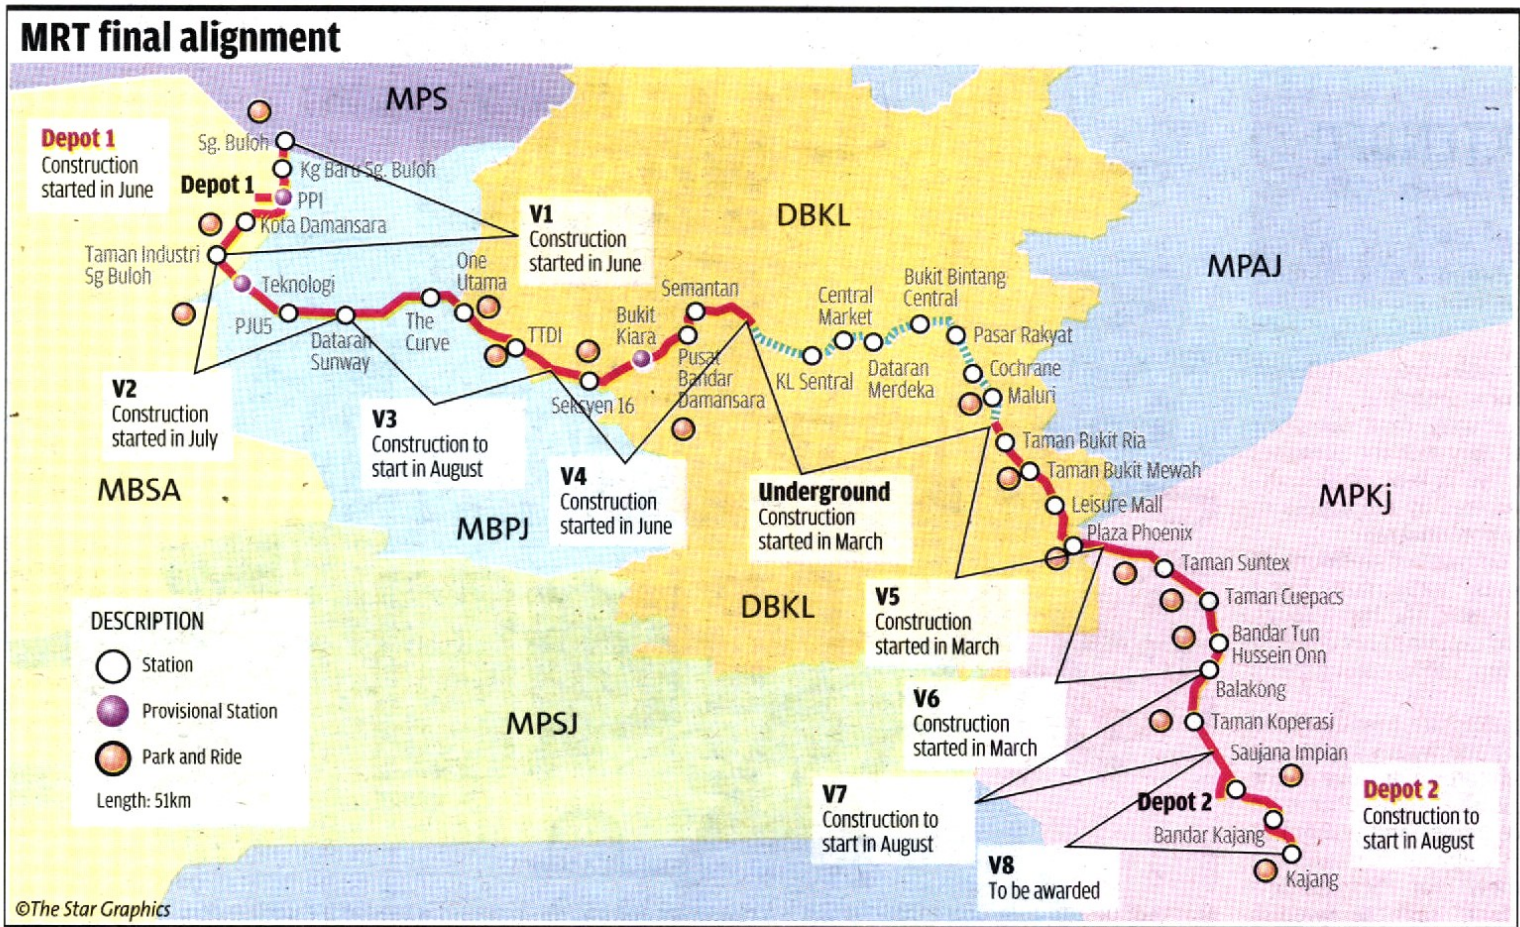 MRT final alignment
MPS
Depot 1
Construction
started in June
Sg. Buloh
Kg Baru Sg. Buloh
Depot 1
PPI
Kota Damansara
Taman Industri
Sg Buloh
Teknologi
PJU5
Dataran
Sunway
The
Curve
One
Utama
TTDI
V1
Construction
started in June
DBKL
MPAJ
Seksyen 16
Bukit
Kiara
Semantan
Pusat
Bandar
Damansara
KL Sentral
Central
Market
Dataran
Merdeka
Bukit Bintang
Central
Pasar Rakyat
Cochrane
Maluri
V2
Construction
started in July
V3
Construction to
start in August
V4
Construction
started in June
Underground
Construction
started in March
Taman Bukit Ria
Taman Bukit Mewah
Leisure Mall
Plaza Phoenix
MBSA
MBPJ
MPKj
Taman Suntex
Taman Cuepacs
Bandar Tun
Hussein Onn
Balakong
Taman Koperasi
Saujana Impian
DBKL
V5
Construction
started in March
V6
Construction
started in March
V7
Construction to
start in August
V8
To be awarded
Depot 2
Bandar Kajang
Kajang
Depot 2
Construction to
start in August
MPSJ
DESCRIPTION
Station
Provisional Station
Park and Ride
Length: 51km
©The Star Graphics